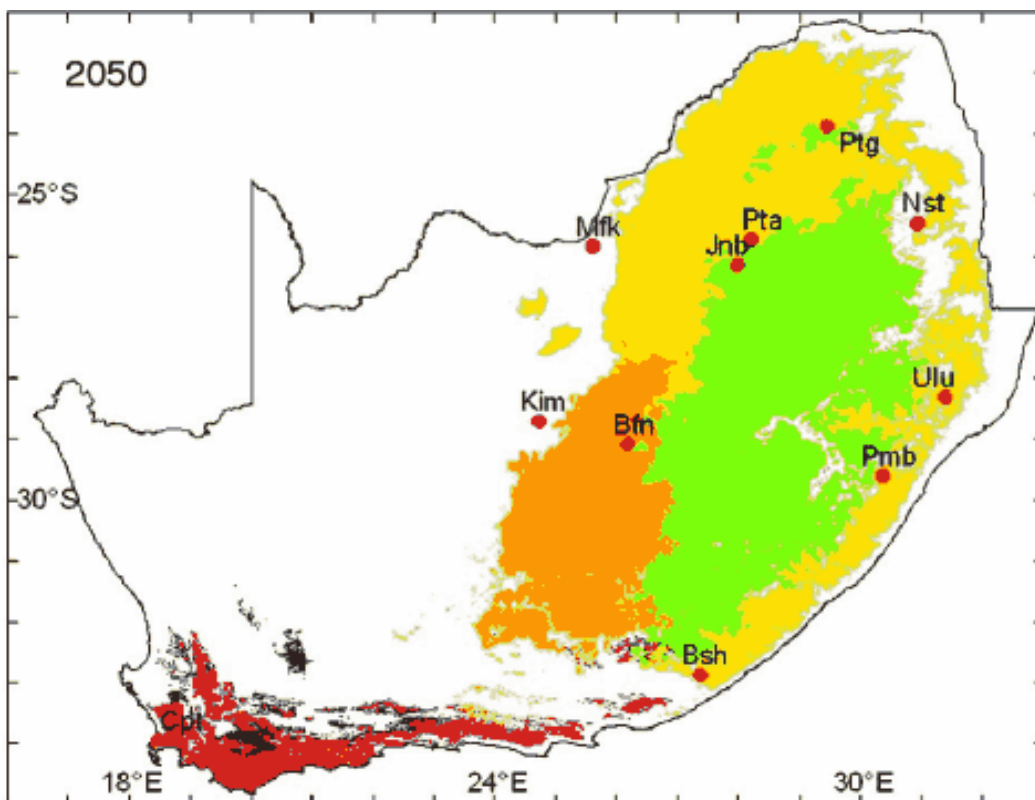 2050
Ptg
25°S
Nst
Mfk
Pta
Jnb
Kim
Ulu
Bfn
Pmb
30°S
Bsh
Cpt
18°E
24°E
30°E